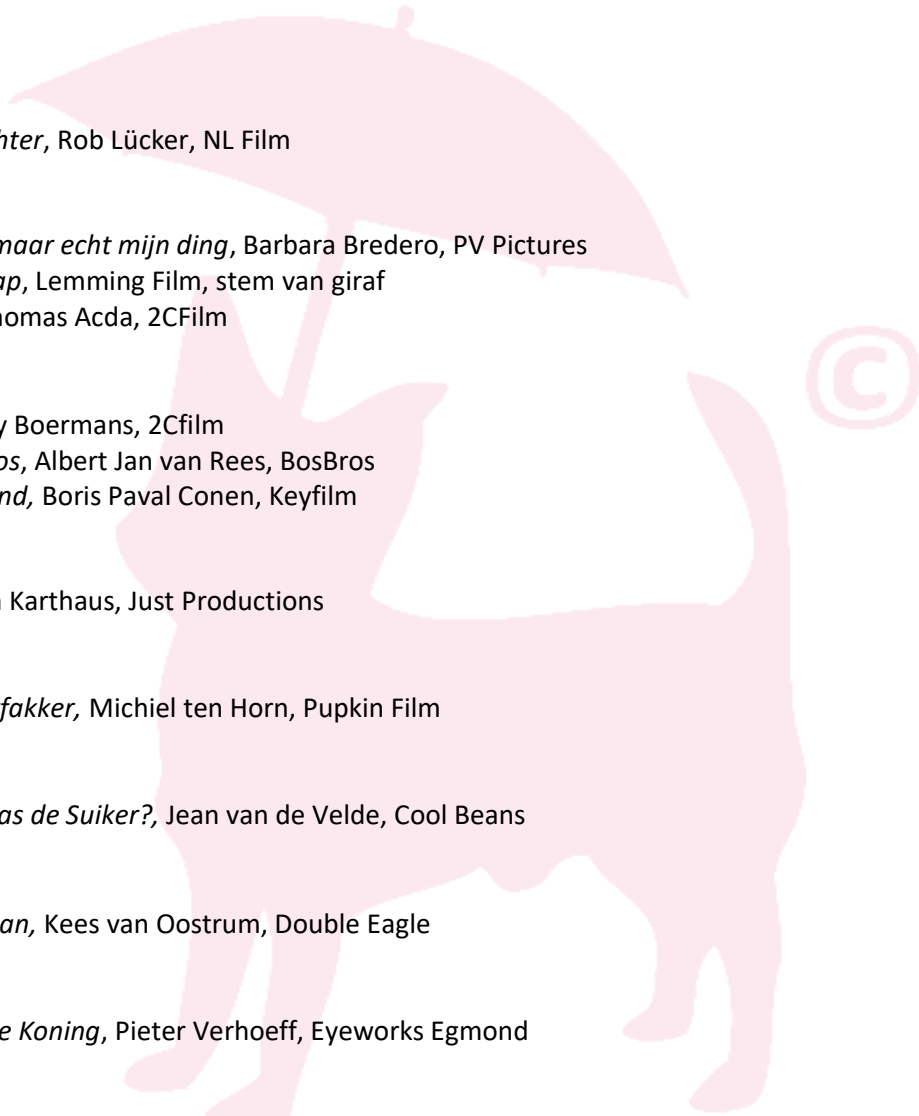 hter, Rob Lücker, NL Film
maar echt mijn ding, Barbara Bredero, PV Pictures
ap, Lemming Film, stem van giraf
homas Acda, 2CFilm
y Boermans, 2Cfilm
os, Albert Jan van Rees, BosBros
nd, Boris Paval Conen, Keyfilm
n Karthaus, Just Productions
fakker, Michiel ten Horn, Pupkin Film
as de Suiker?, Jean van de Velde, Cool Beans
an, Kees van Oostrum, Double Eagle
e Koning, Pieter Verhoeff, Eyeworks Egmond
©